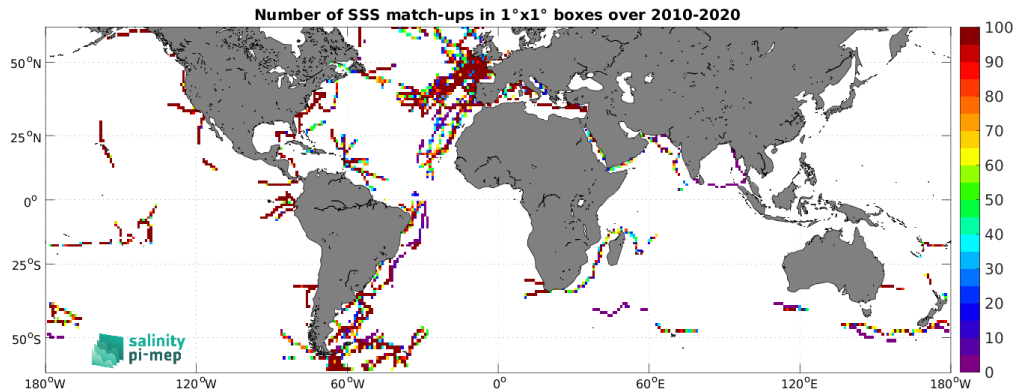 Number of SSS match-ups in 1°x1° boxes over 2010-2020
50°N
25°N
0°
25°S
50°S
180°W
120°W
60°W
0°
60°E
120°E
180°W
100
90
80
70
60
50
40
30
20
10
0
salinity
pi-mep